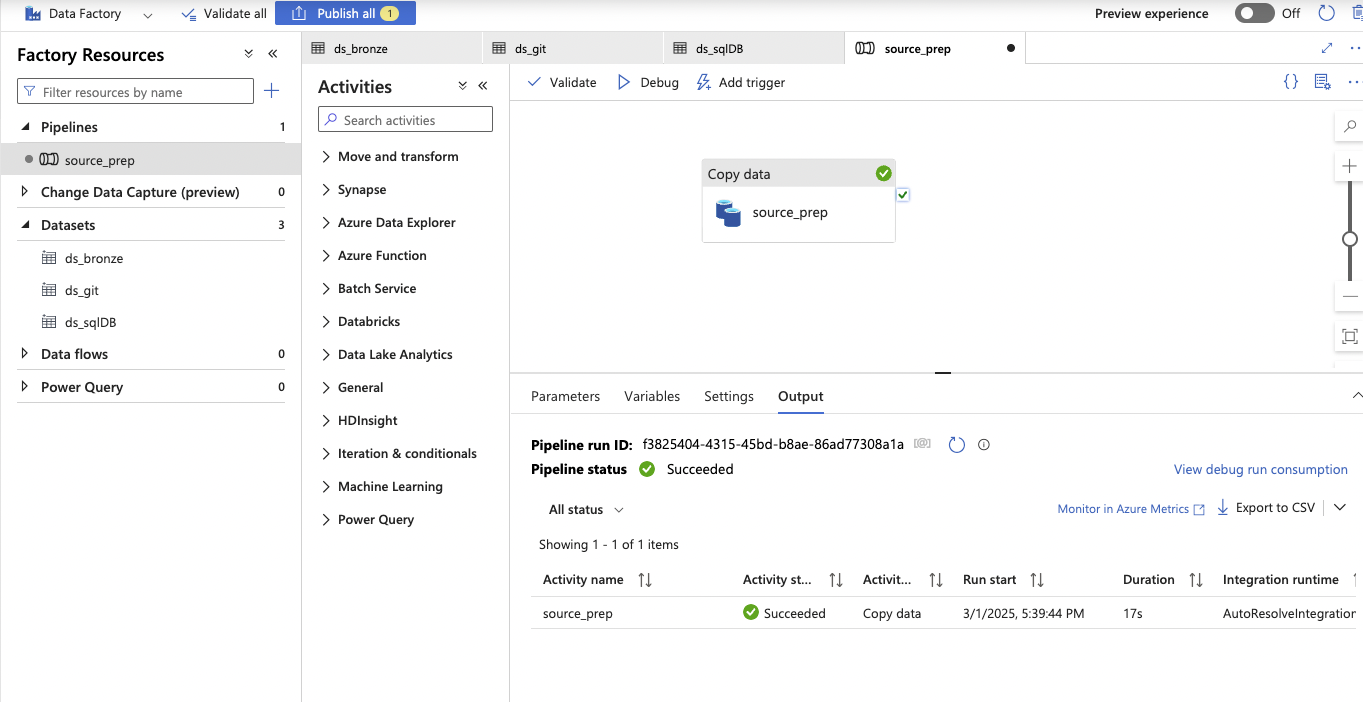 Data Factory
Validate all
Publish all 1
Preview experience
Off
Factory Resources
Filter resources by name
Pipelines 1
source_prep
Change Data Capture (preview) 0
Datasets 3
ds_bronze
ds_git
ds_sqlDB
Data flows 0
Power Query 0
ds_bronze
ds_git
ds_sqlDB
source_prep
Activities
Search activities
Move and transform
Synapse
Azure Data Explorer
Azure Function
Batch Service
Databricks
Data Lake Analytics
General
HDInsight
Iteration & conditionals
Machine Learning
Power Query
Validate
Debug
Add trigger
{}
Copy data
source_prep
Parameters
Variables
Settings
Output
Pipeline run ID: f3825404-4315-45bd-b8ae-86ad77308a1a [@]
Pipeline status Succeeded
View debug run consumption
All status
Monitor in Azure Metrics
Export to CSV
Showing 1 - 1 of 1 items
Activity name Activity st... Activit... Run start Duration Integration runtime
source_prep Succeeded Copy data 3/1/2025, 5:39:44 PM 17s AutoResolveIntegration